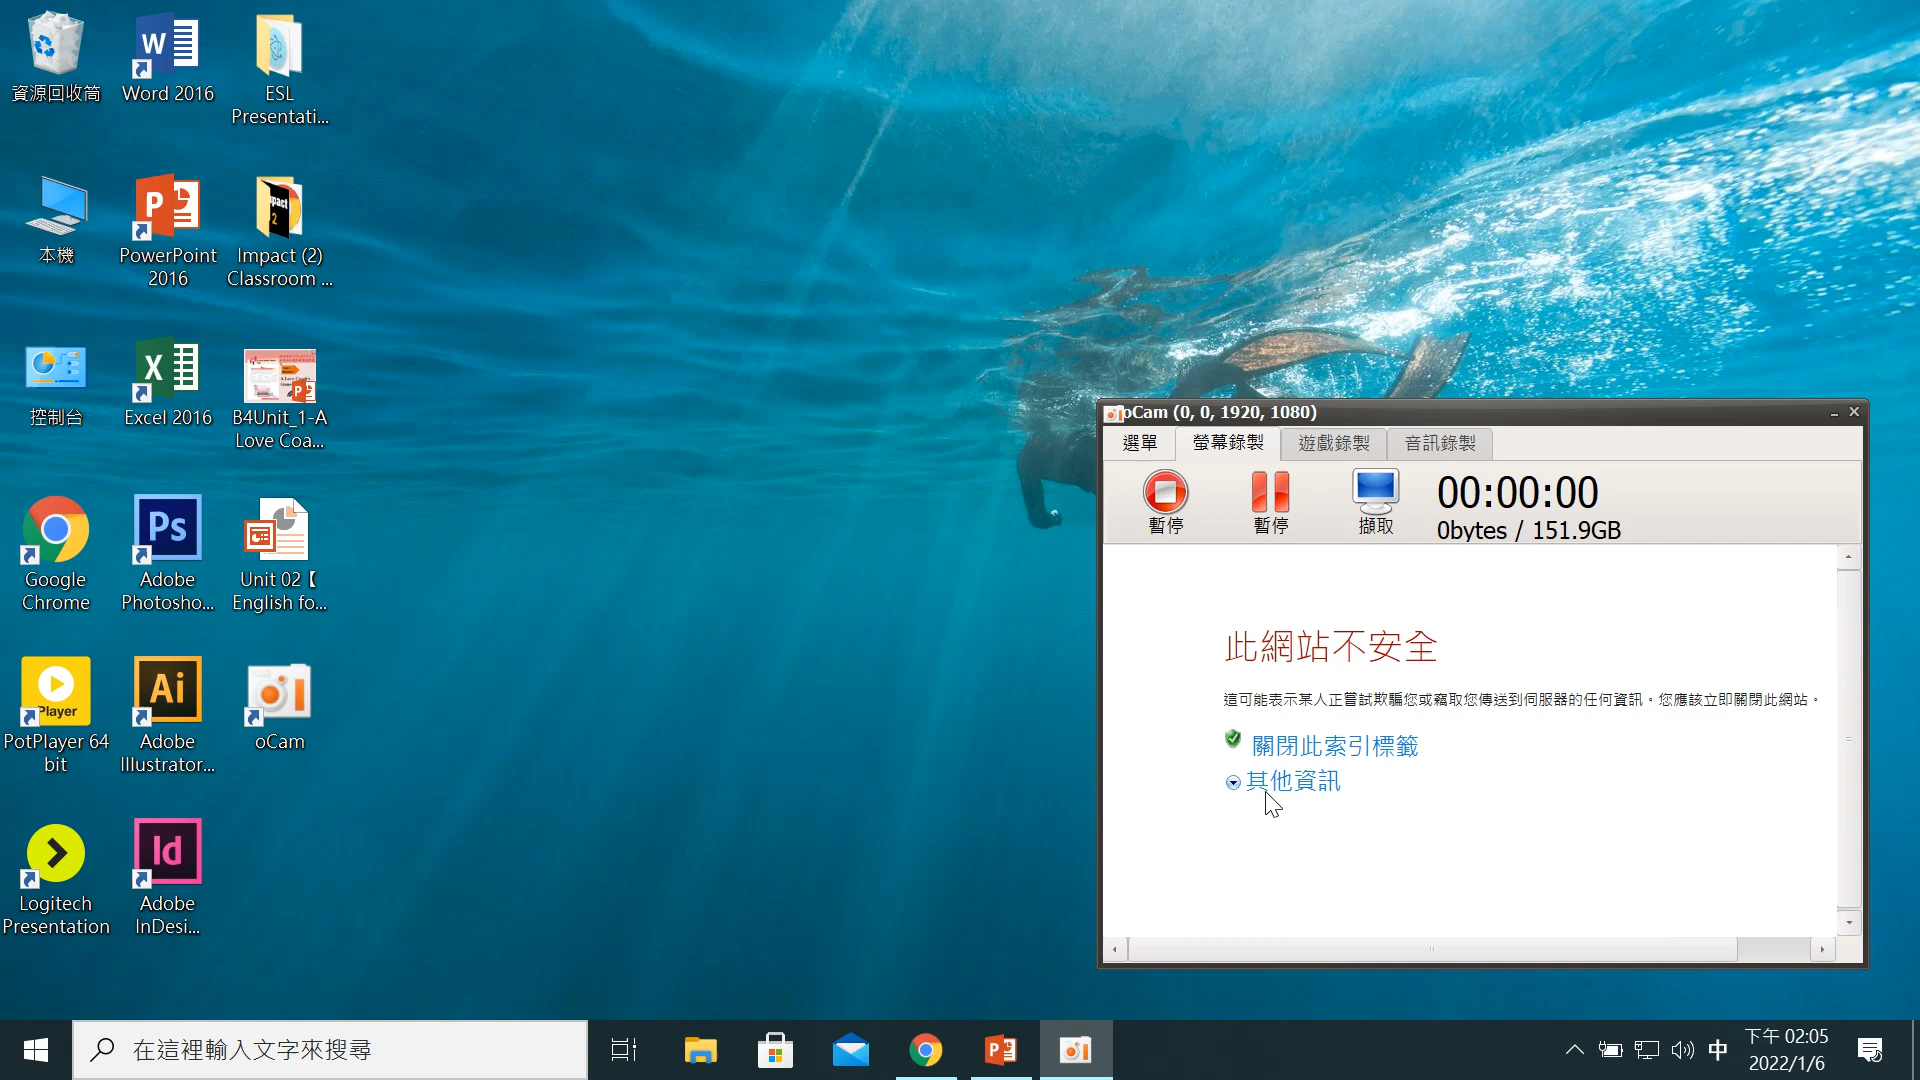 資源回收筒
Word 2016
ESL
Presentati...
本機
PowerPoint
2016
Impact (2)
Classroom ...
控制台
Excel 2016
B4Unit_1-A
Love Coa...
Google
Chrome
Adobe
Photosho...
Unit 02【
English fo...
PotPlayer 64
bit
Adobe
Illustrator...
oCam
Logitech
Presentation
Adobe
InDesi...
oCam (0, 0, 1920, 1080)
選單
螢幕錄製
遊戲錄製
音訊錄製
暫停
暫停
擷取
00:00:00
0bytes / 151.9GB
此網站不安全
這可能表示某人正嘗試欺騙您或竊取您傳送到伺服器的任何資訊。您應該立即關閉此網站。
關閉此索引標籤
其他資訊
在這裡輸入文字來搜尋
中
下午 02:05
2022/1/6